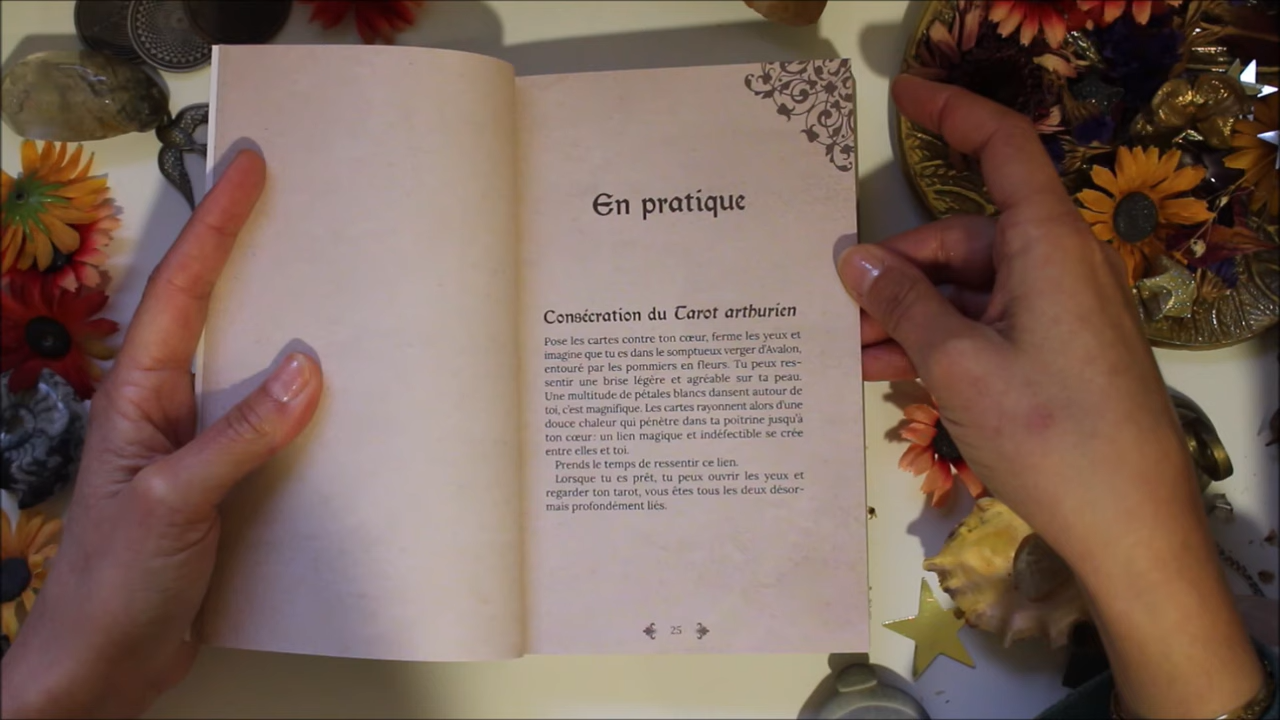 En pratique
Consécration du Tarot arthurien
Pose les cartes contre ton cœur, ferme les yeux et
imagine que tu es dans le somptueux verger d'Avalon,
entouré par les pommiers en fleurs. Tu peux res-
sentir une brise légère et agréable sur ta peau.
Une multitude de pétales blancs dansent autour de
toi, c'est magnifique. Les cartes rayonnent alors d'une
douce chaleur qui pénètre dans ta poitrine jusqu'à
ton cœur: un lien magique et indéfectible se crée
entre elles et toi.
Prends le temps de ressentir ce lien.
Lorsque tu es prêt, tu peux ouvrir les yeux et
regarder ton tarot, vous êtes tous les deux désor-
mais profondément liés.
25